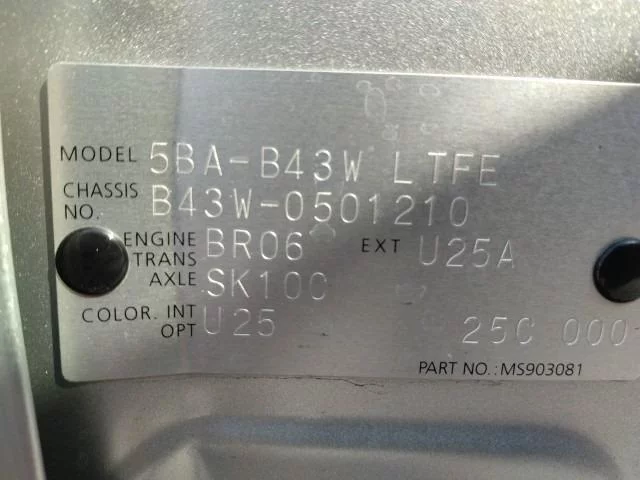 MODEL 5BA-B43W LTFE
CHASSIS NO. B43W-0501210
ENGINE BR06 EXT U25A
TRANS AXLE SK100
COLOR. INT OPT U25 25C 000
PART NO.:MS903081